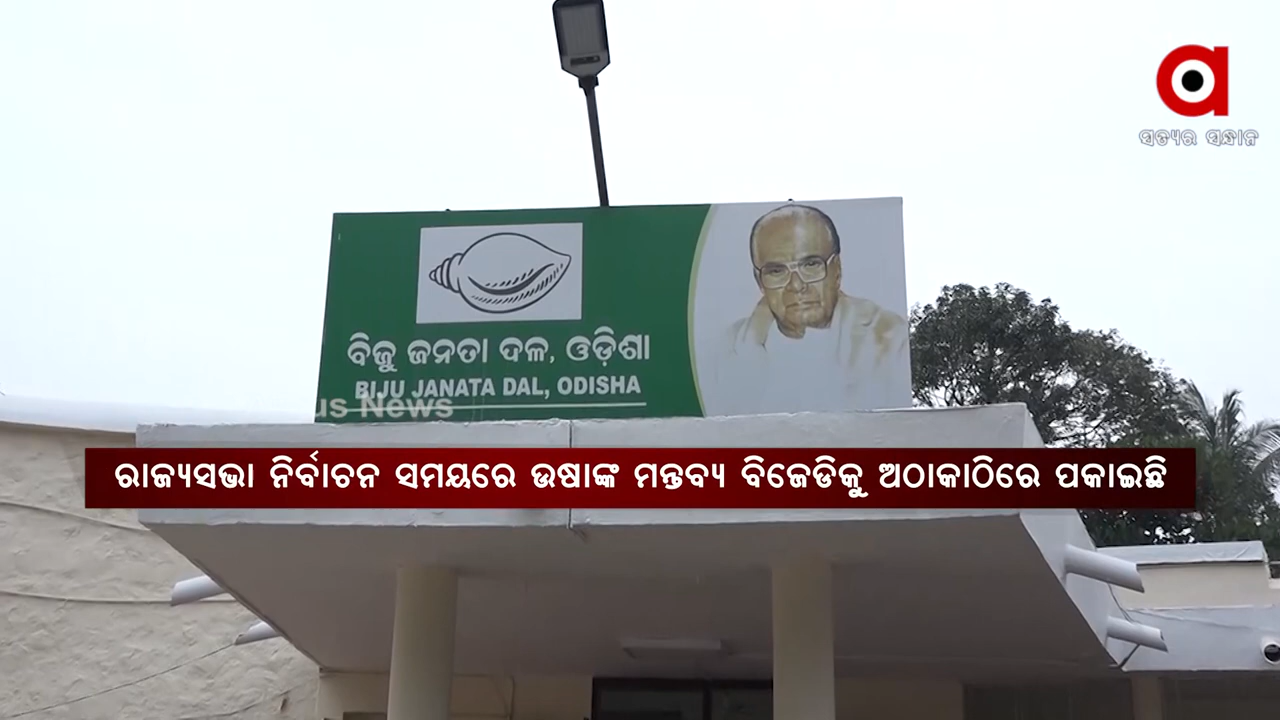 ସତ୍ୟର ସନ୍ଧାନ
ବିଜୁ ଜନତା ଦଳ, ଓଡ଼ିଶା
BIJU JANATA DAL, ODISHA
us News
ରାଜ୍ୟସଭା ନିର୍ବାଚନ ସମୟରେ ଉଷାଙ୍କ ମନ୍ତବ୍ୟ ବିଜେଡିକୁ ଅଠାକାଠିରେ ପକାଇଛି